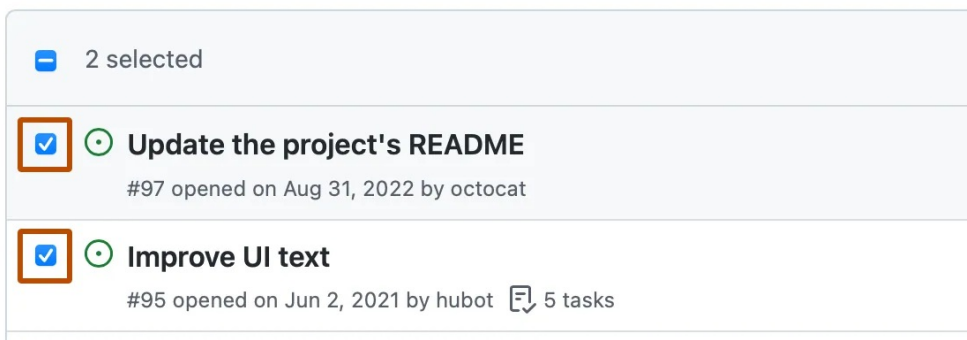 2 selected
Update the project's README
#97 opened on Aug 31, 2022 by octocat
Improve UI text
#95 opened on Jun 2, 2021 by hubot 5 tasks